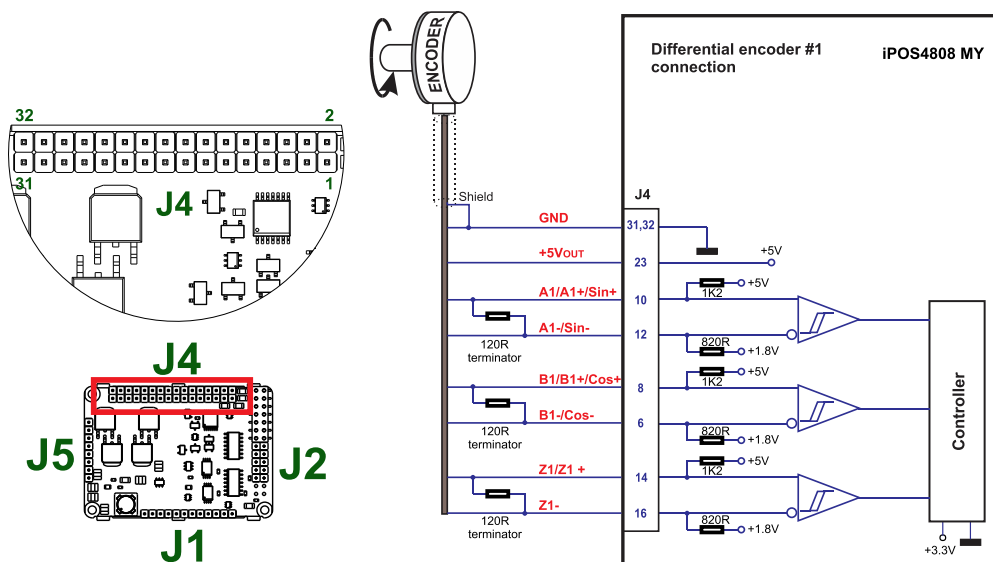 32
2
31
1
J4
J4
J5
J2
J1
ENCODER
Shield
Differential encoder #1
connection
iPOS4808 MY
J4
GND
31,32
+5VOUT
23
+5V
A1/A1+/Sin+
10
+5V
1K2
A1-/Sin-
12
120R
terminator
820R
+1.8V
B1/B1+/Cos+
8
+5V
1K2
B1-/Cos-
6
120R
terminator
820R
+1.8V
Z1/Z1 +
14
+5V
1K2
Z1-
16
120R
terminator
820R
+1.8V
Controller
+3.3V